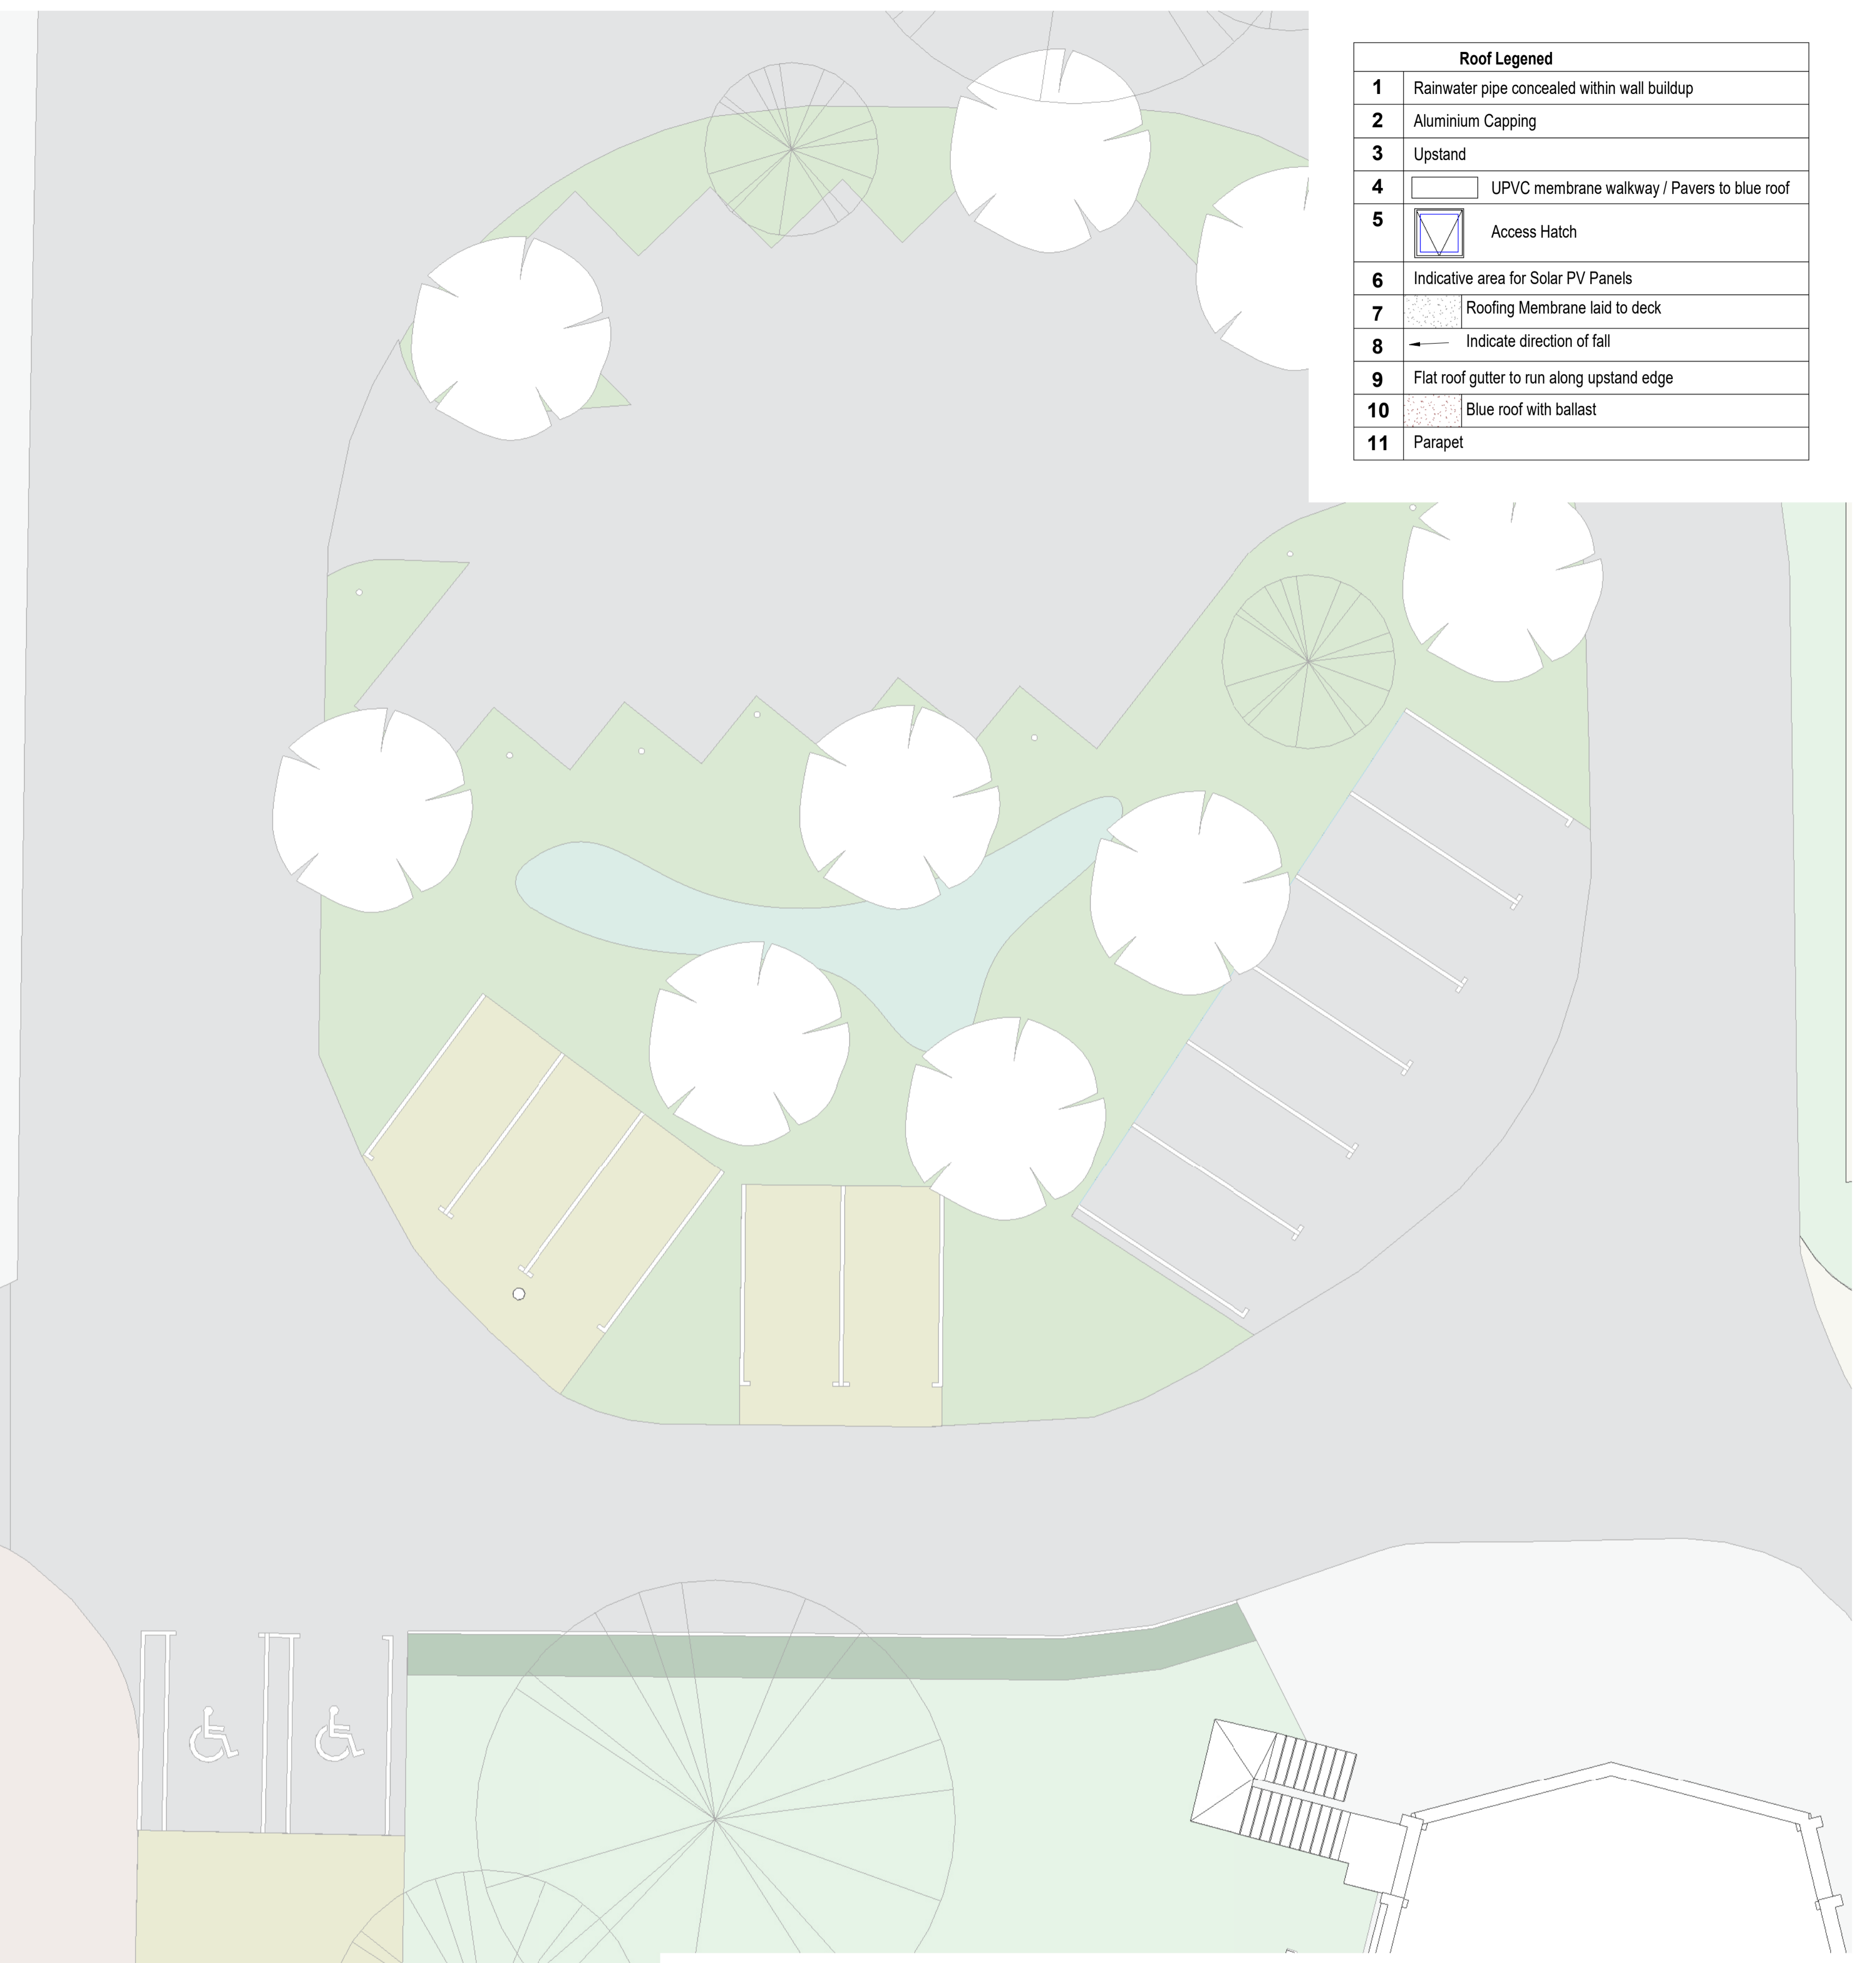 Roof Legened
1 Rainwater pipe concealed within wall buildup
2 Aluminium Capping
3 Upstand
4 UPVC membrane walkway / Pavers to blue roof
5 Access Hatch
6 Indicative area for Solar PV Panels
7 Roofing Membrane laid to deck
8 Indicate direction of fall
9 Flat roof gutter to run along upstand edge
10 Blue roof with ballast
11 Parapet